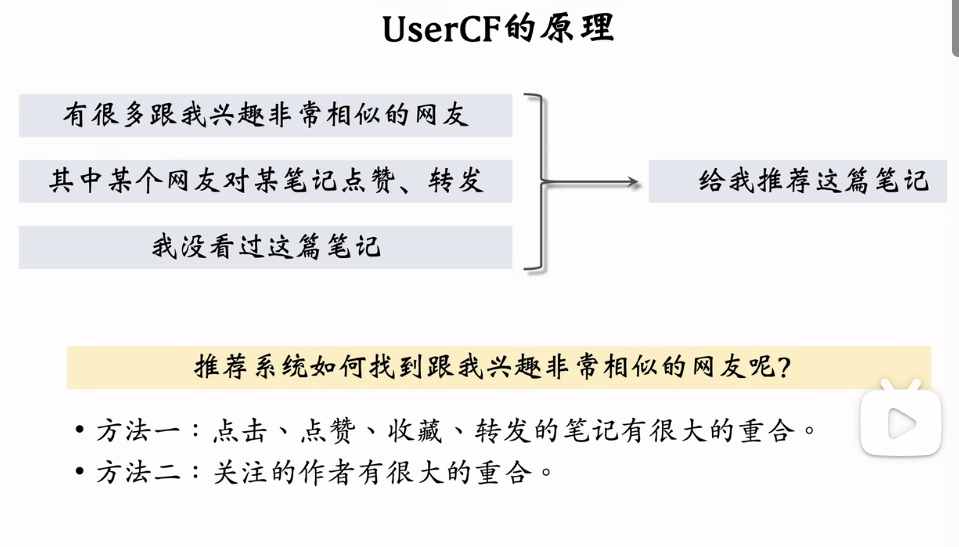 UserCF的原理
有很多跟我兴趣非常相似的网友
其中某个网友对某笔记点赞、转发
给我推荐这篇笔记
我没看过这篇笔记
推荐系统如何找到跟我兴趣非常相似的网友呢?
• 方法一：点击、点赞、收藏、转发的笔记有很大的重合。
• 方法二：关注的作者有很大的重合。